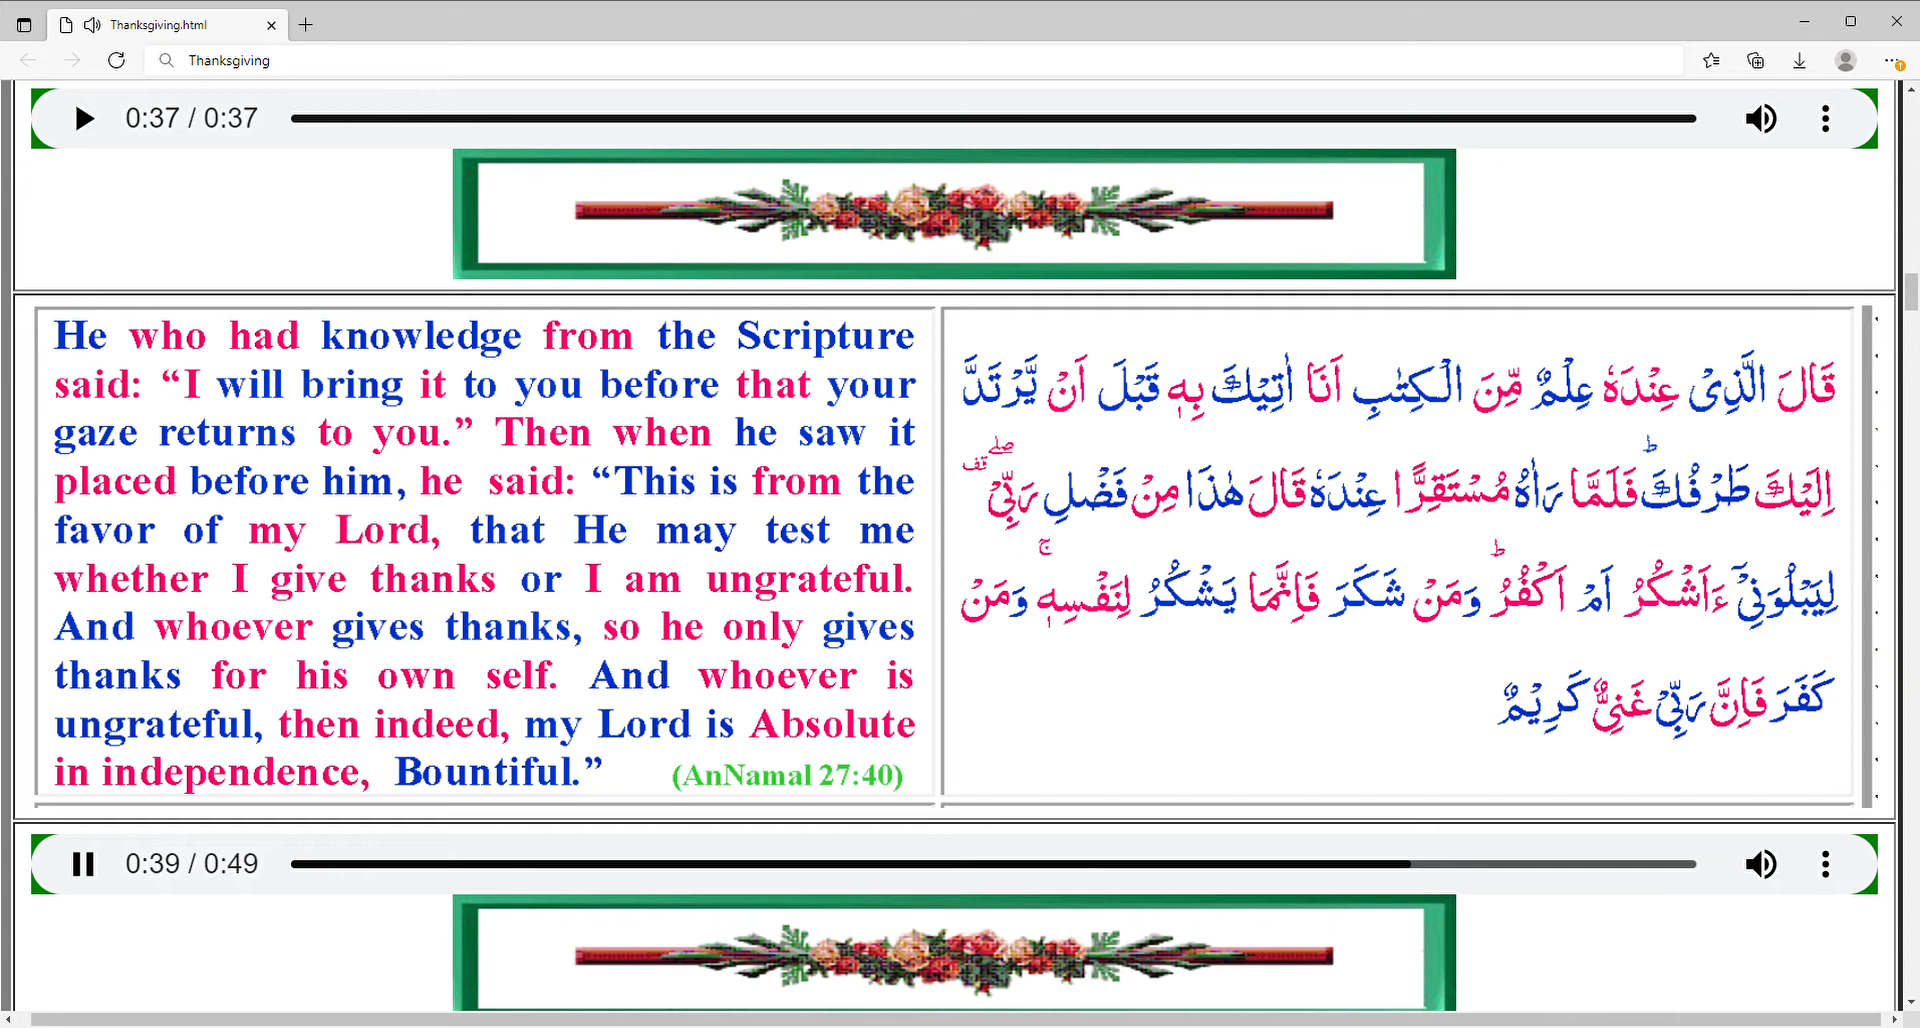 Thanksgiving.html
Thanksgiving
0:37 / 0:37
He who had knowledge from the Scripture
said: “I will bring it to you before that your
gaze returns to you.” Then when he saw it
placed before him, he said: “This is from the
favor of my Lord, that He may test me
whether I give thanks or I am ungrateful.
And whoever gives thanks, so he only gives
thanks for his own self. And whoever is
ungrateful, then indeed, my Lord is Absolute
in independence, Bountiful.” (AnNamal 27:40)
قَالَ الَّذِىْ عِنْدَهٗ عِلْمٌ مِّنَ الْكِتٰبِ اَنَا اٰتِيْكَ بِهٖ قَبْلَ اَنْ يَّرْتَدَّ
اِلَيْكَ طَرْفُكَ ؕ فَلَمَّا رَاٰهُ مُسْتَقِرًّا عِنْدَهٗ قَالَ هٰذَا مِنْ فَضْلِ رَبِّىْ ۖ ۗ
لِيَبْلُوَنِىْٓ ءَاَشْكُرُ اَمْ اَكْفُرُ ؕ وَمَنْ شَكَرَ فَاِنَّمَا يَشْكُرُ لِنَفْسِهٖ ۚ وَمَنْ
كَفَرَ فَاِنَّ رَبِّىْ غَنِىٌّ كَرِيْمٌ
0:39 / 0:49